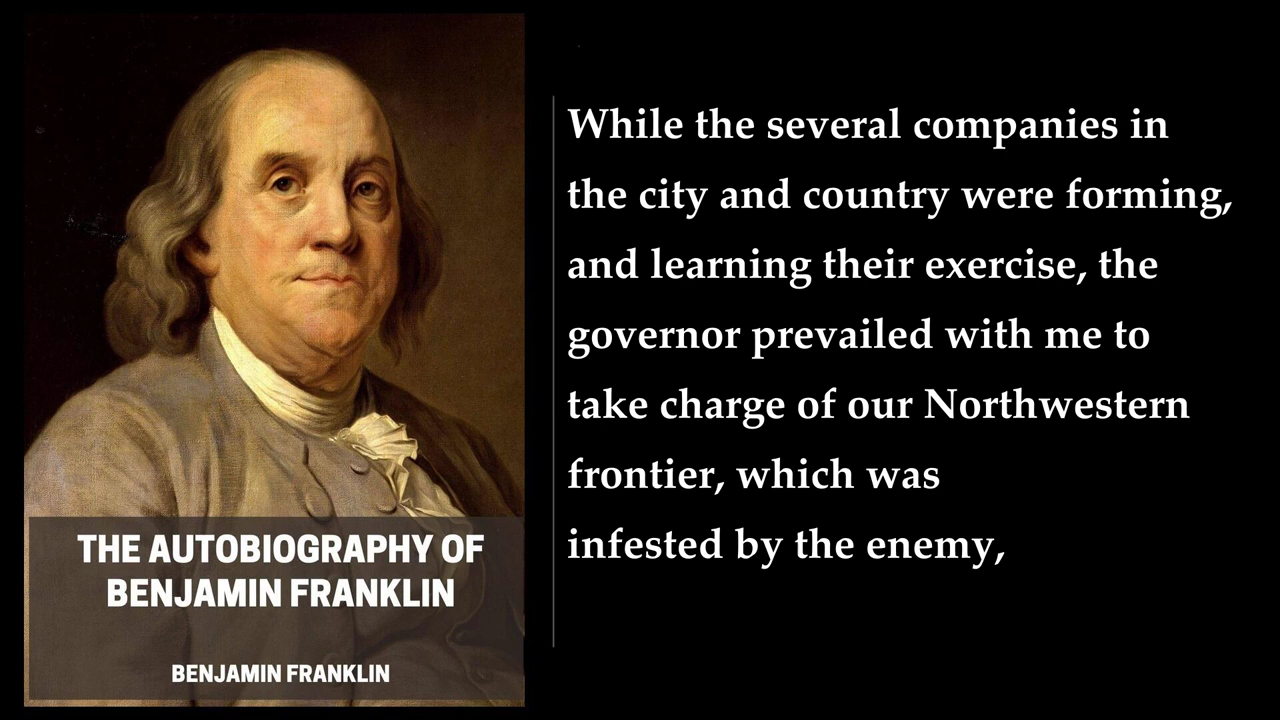 THE AUTOBIOGRAPHY OF
BENJAMIN FRANKLIN
BENJAMIN FRANKLIN
While the several companies in
the city and country were forming,
and learning their exercise, the
governor prevailed with me to
take charge of our Northwestern
frontier, which was
infested by the enemy,